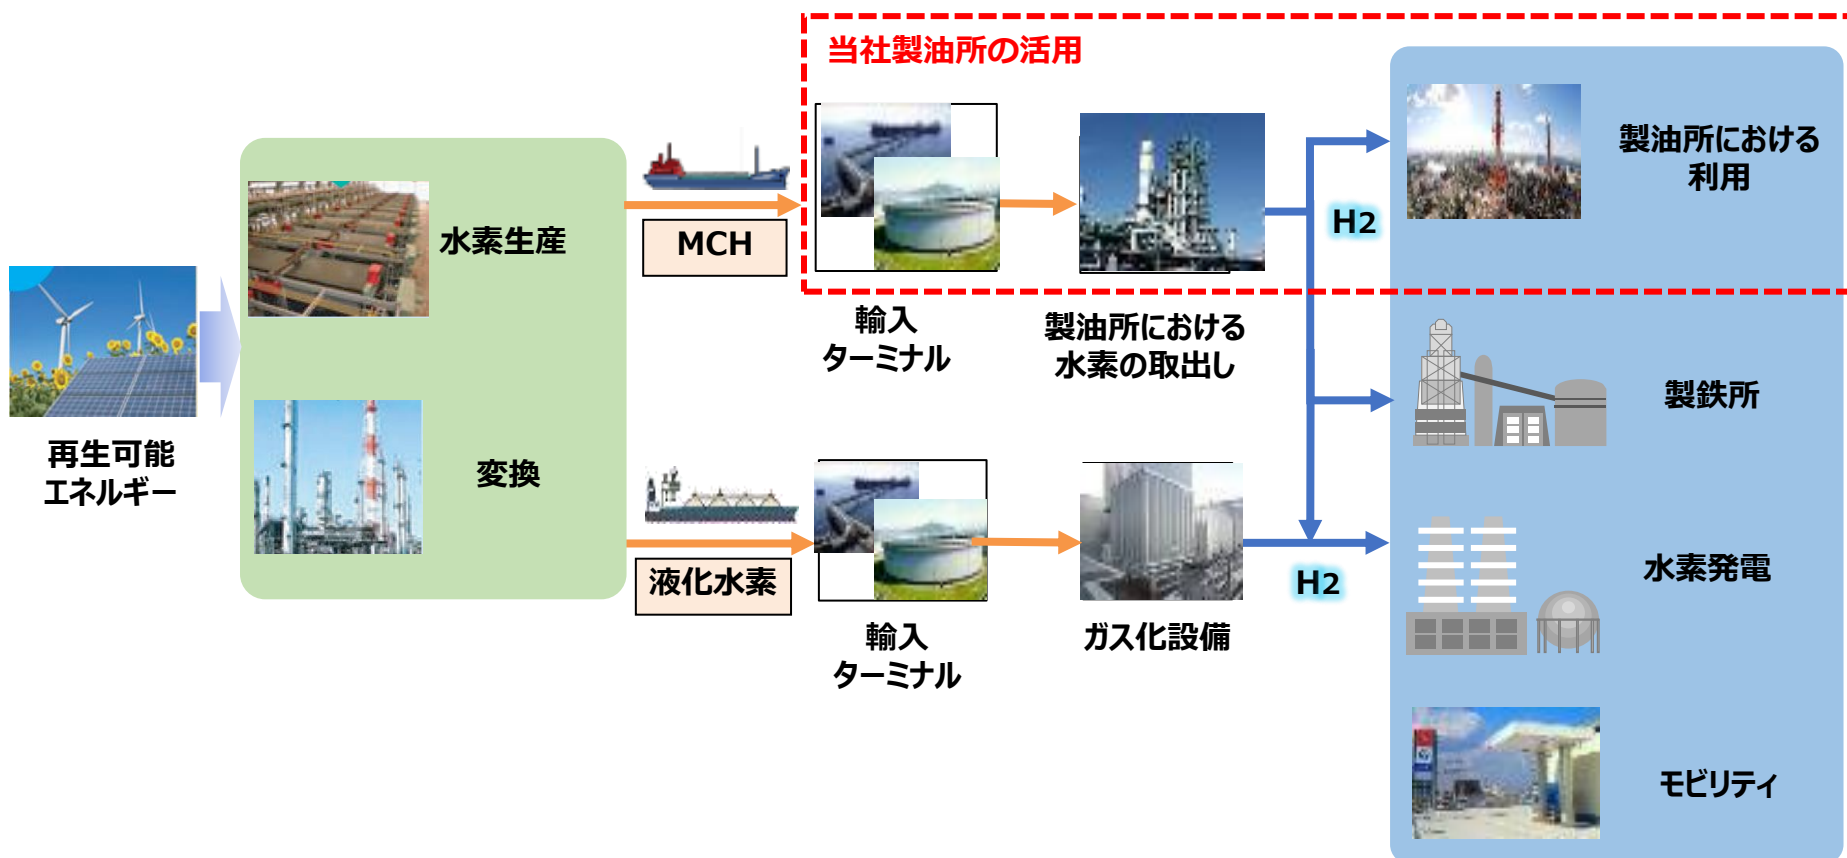 当社製油所の活用
製油所における
利用
水素生産
MCH
H2
輸入
ターミナル
製油所における
水素の取出し
製鉄所
再生可能
エネルギー
変換
液化水素
H2
水素発電
輸入
ターミナル
ガス化設備
モビリティ